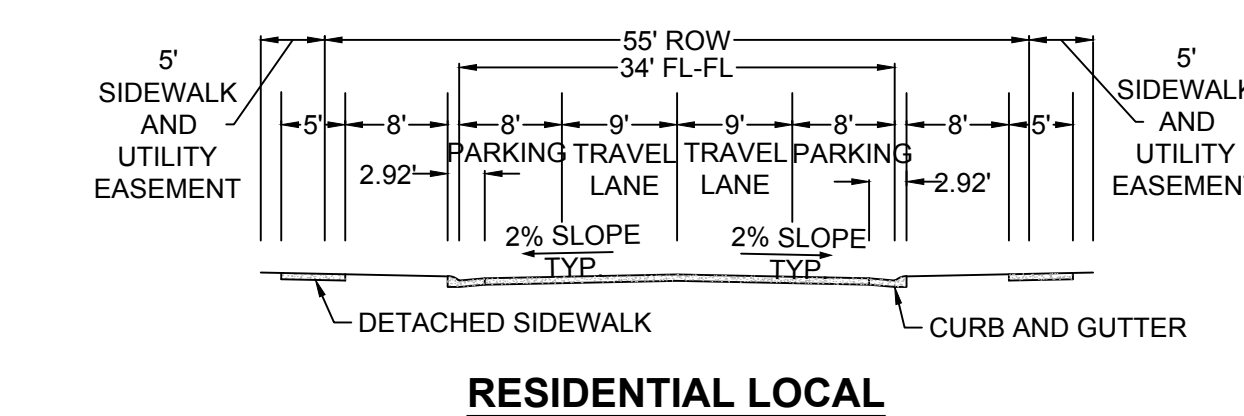 55' ROW
34' FL-FL
5'
SIDEWALK
AND
UTILITY
EASEMENT
5'
SIDEWALK
AND
UTILITY
EASEMENT
5' 8' 8' 9' 9' 8' 8' 5'
PARKING TRAVEL TRAVEL PARKING
LANE LANE
2.92' 2.92'
2% SLOPE 2% SLOPE
TYP TYP
DETACHED SIDEWALK
CURB AND GUTTER
RESIDENTIAL LOCAL